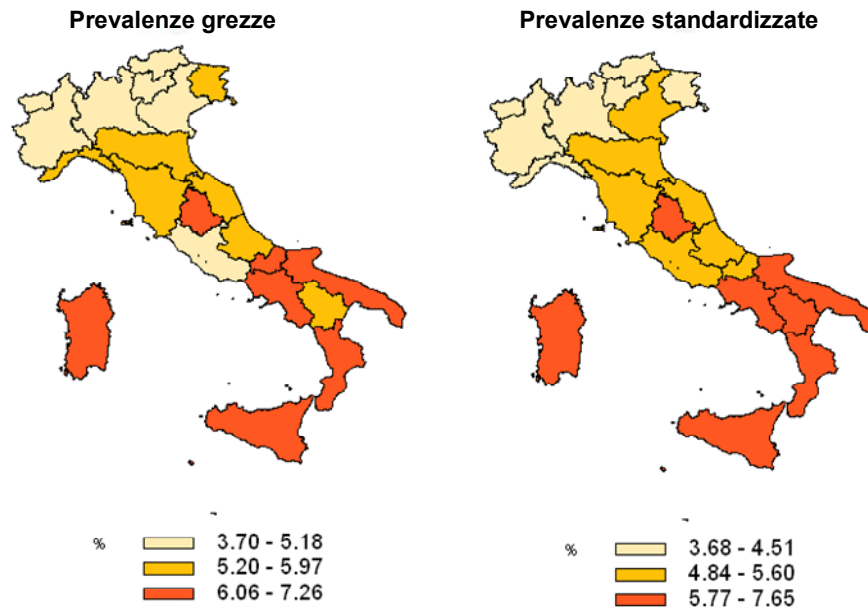 Prevalenze grezze
Prevalenze standardizzate
% 3.70 - 5.18
5.20 - 5.97
6.06 - 7.26
% 3.68 - 4.51
4.84 - 5.60
5.77 - 7.65